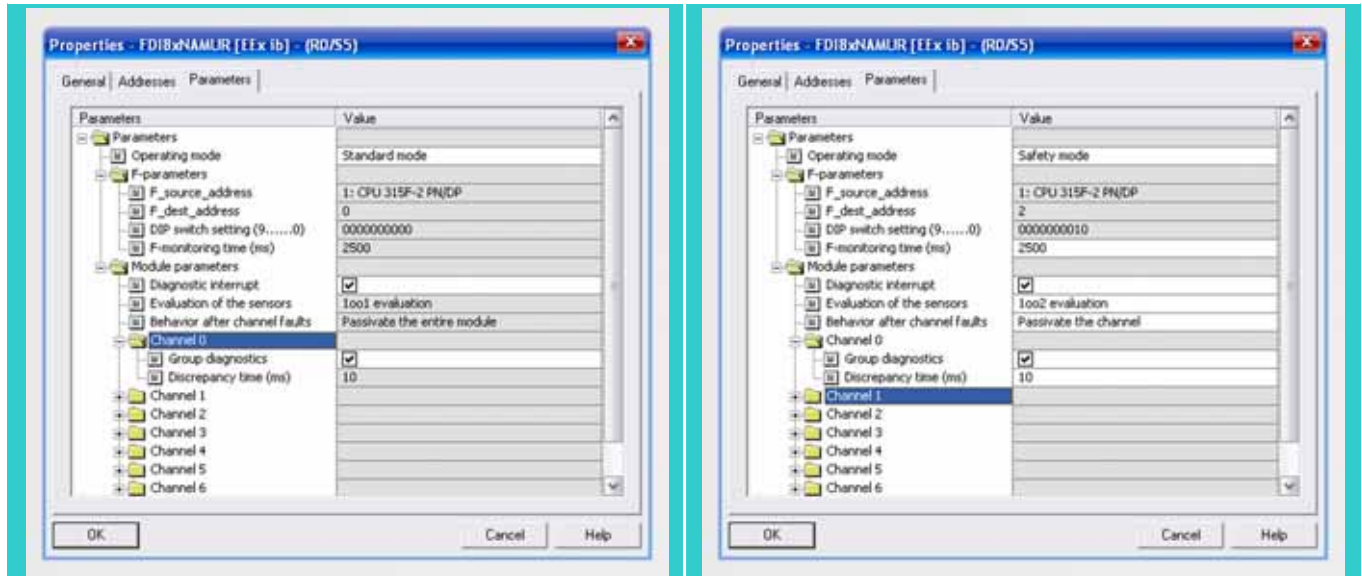 Properties - FDI8xNAMUR [EEx ib] - (R0/S5)
General Addresses Parameters
Parameters Value
Parameters
Operating mode Standard mode
F-parameters
F_source_address 1: CPU 315F-2 PN/DP
F_dest_address 0
DIP switch setting (9......0) 0000000000
F-monitoring time (ms) 2500
Module parameters
Diagnostic interrupt
Evaluation of the sensors 1oo1 evaluation
Behavior after channel faults Passivate the entire module
Channel 0
Group diagnostics
Discrepancy time (ms) 10
Channel 1
Channel 2
Channel 3
Channel 4
Channel 5
Channel 6
OK Cancel Help
Properties - FDI8xNAMUR [EEx ib] - (R0/S5)
General Addresses Parameters
Parameters Value
Parameters
Operating mode Safety mode
F-parameters
F_source_address 1: CPU 315F-2 PN/DP
F_dest_address 2
DIP switch setting (9......0) 0000000010
F-monitoring time (ms) 2500
Module parameters
Diagnostic interrupt
Evaluation of the sensors 1oo2 evaluation
Behavior after channel faults Passivate the channel
Channel 0
Group diagnostics
Discrepancy time (ms) 10
Channel 1
Channel 2
Channel 3
Channel 4
Channel 5
Channel 6
OK Cancel Help